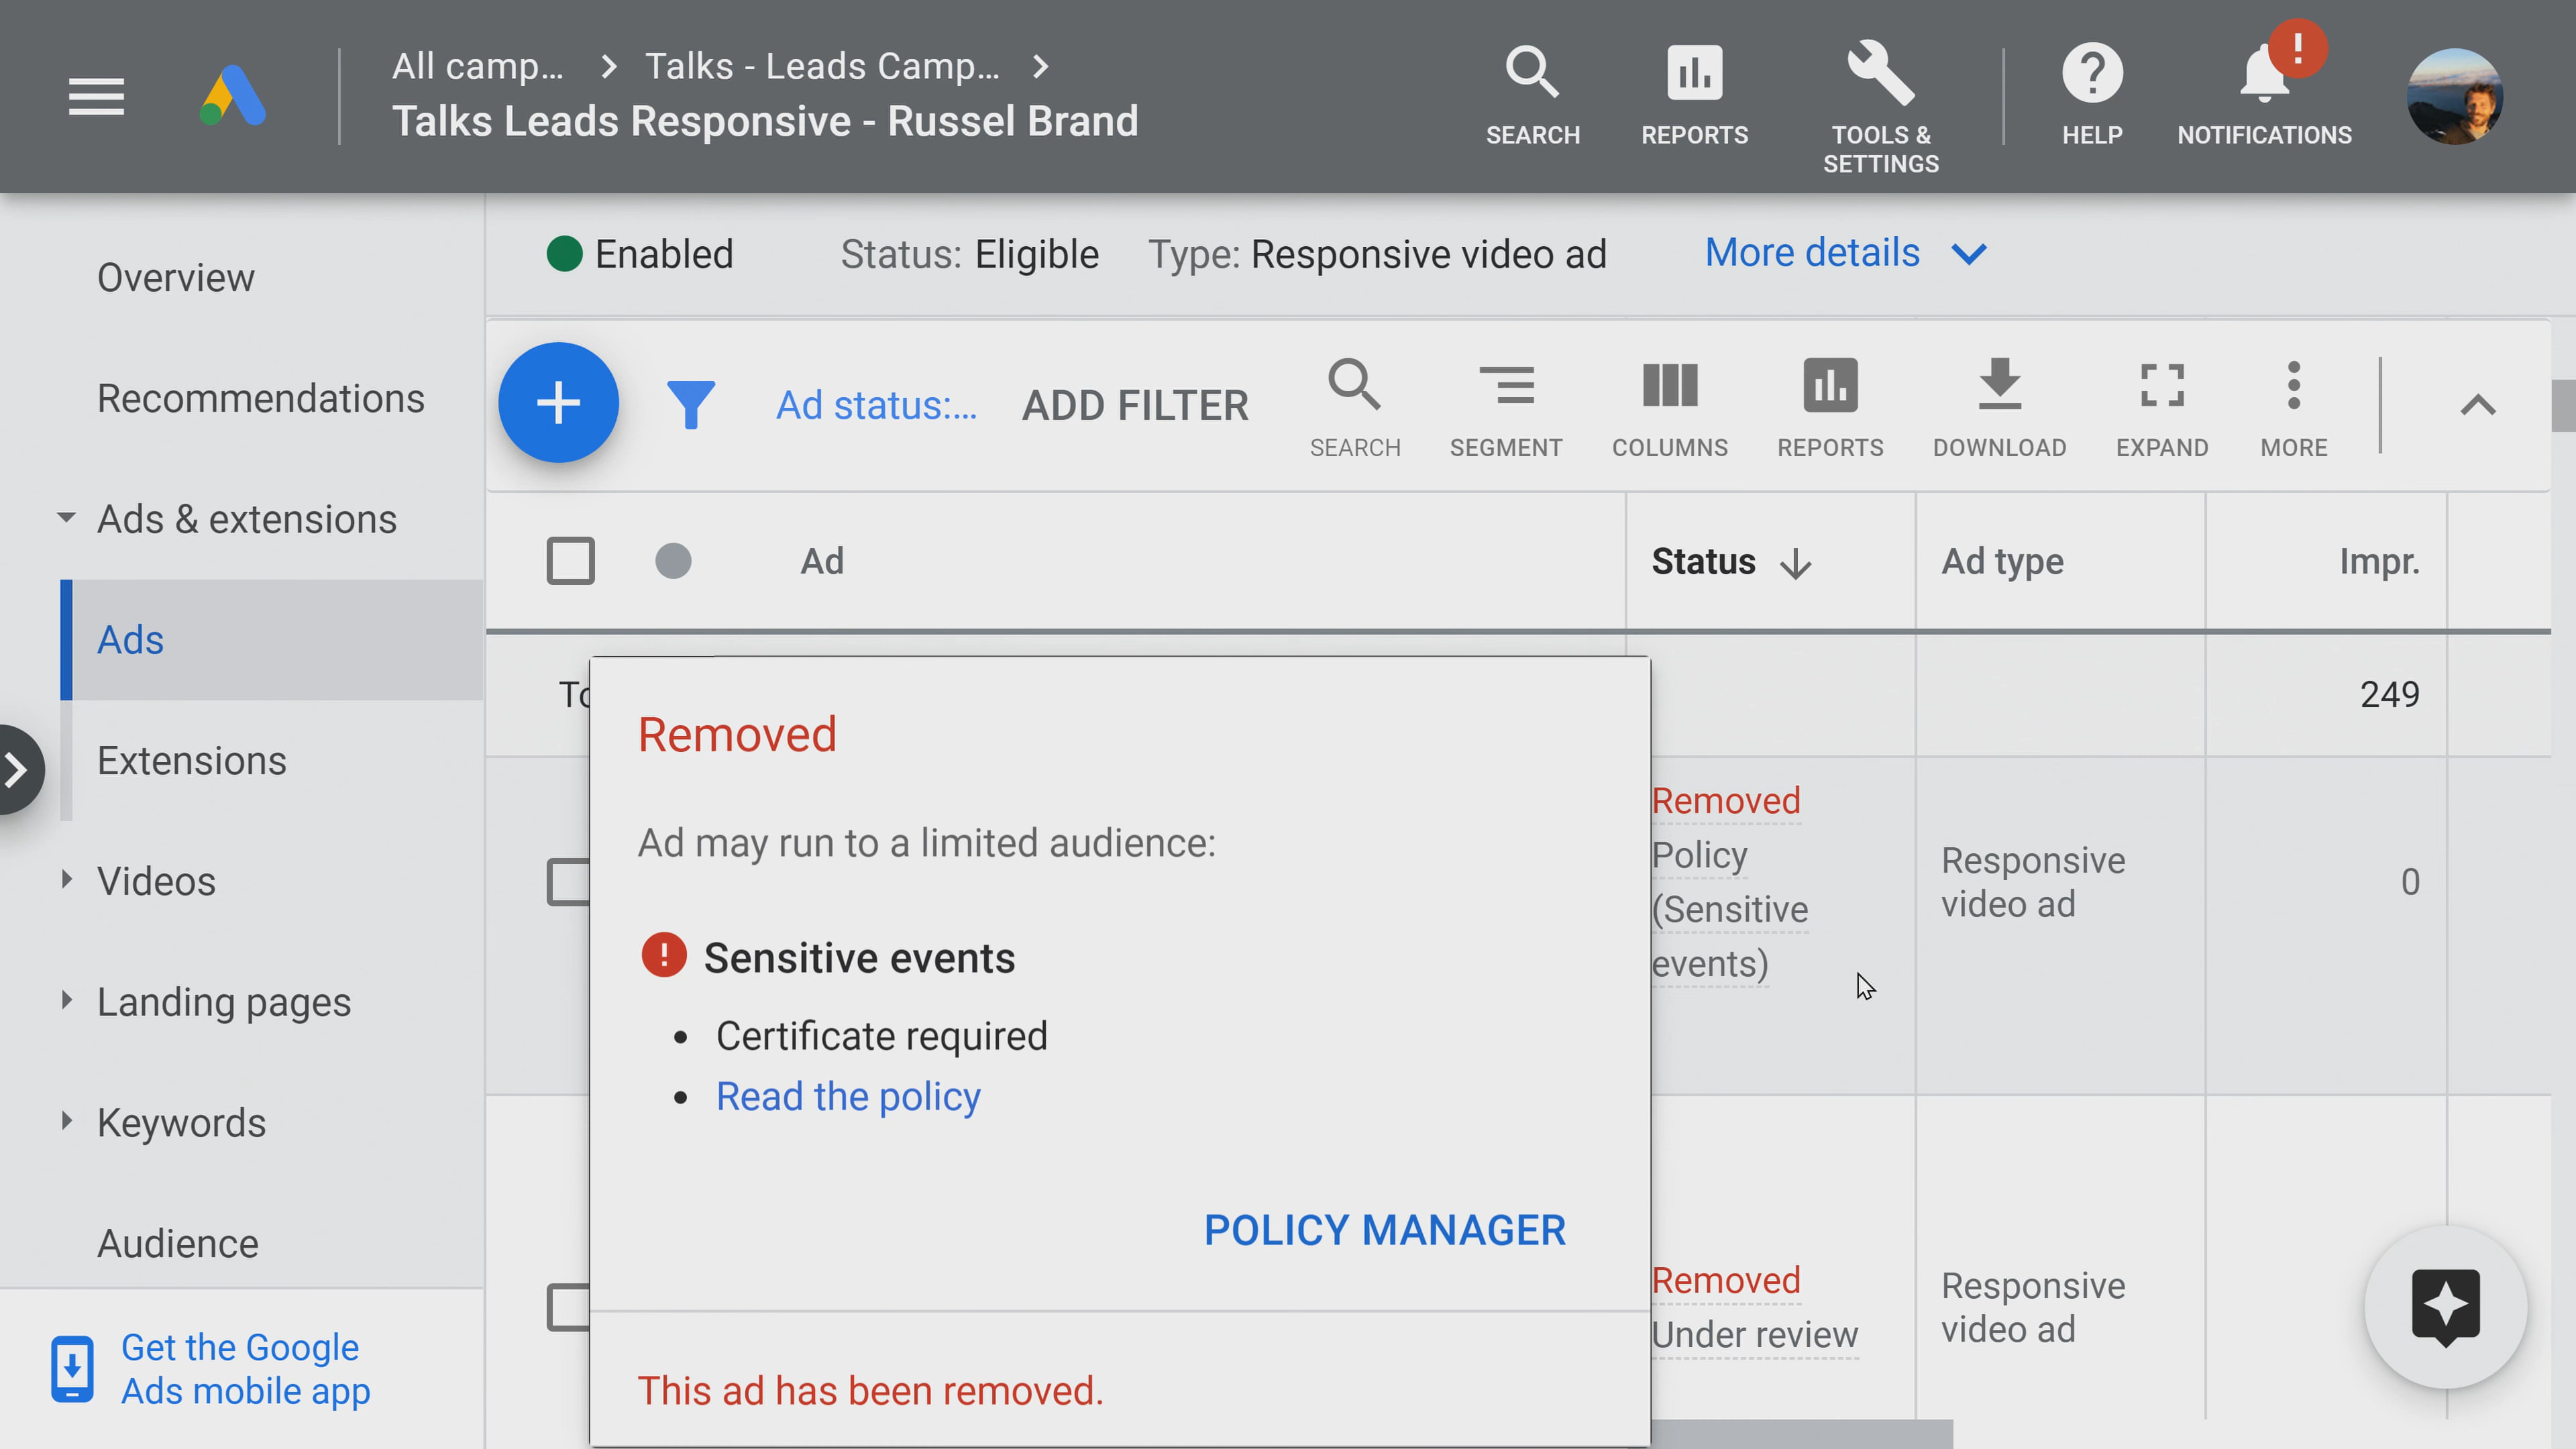 All camp... > Talks - Leads Camp... >
Talks Leads Responsive - Russel Brand
SEARCH
REPORTS
TOOLS &
SETTINGS
HELP
NOTIFICATIONS
Overview
Recommendations
Ads & extensions
Ads
Extensions
Videos
Landing pages
Keywords
Audience
Get the Google
Ads mobile app
Enabled Status: Eligible Type: Responsive video ad More details
Ad status:... ADD FILTER
SEARCH
SEGMENT
COLUMNS
REPORTS
DOWNLOAD
EXPAND
MORE
Ad Status Ad type Impr.
249
Removed
Policy
(Sensitive
events)
Responsive
video ad
0
Removed
Under review
Responsive
video ad
Removed
Ad may run to a limited audience:
! Sensitive events
• Certificate required
• Read the policy
POLICY MANAGER
This ad has been removed.